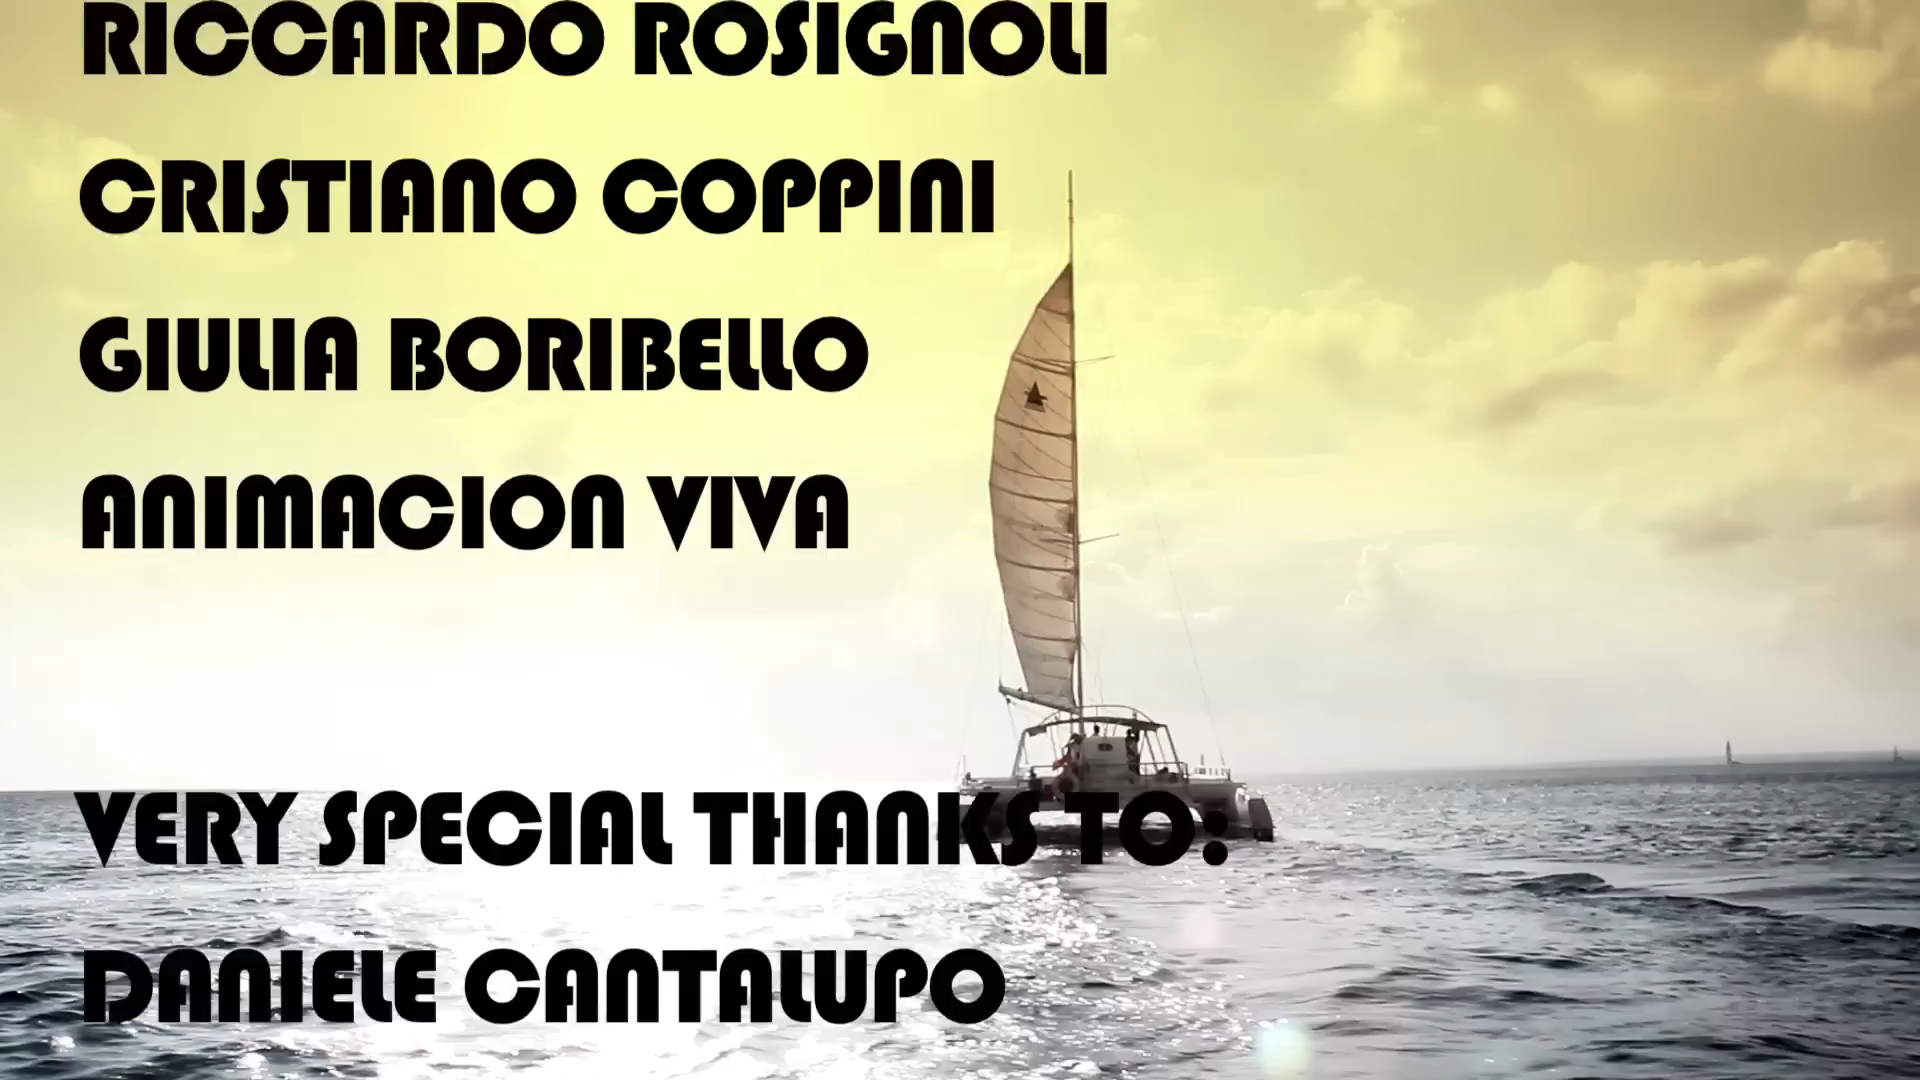 RICCARDO ROSIGNOLI
CRISTIANO COPPINI
GIULIA BORIBELLO
ANIMACION VIVA
VERY SPECIAL THANKS TO:
DANIELE CANTALUPO